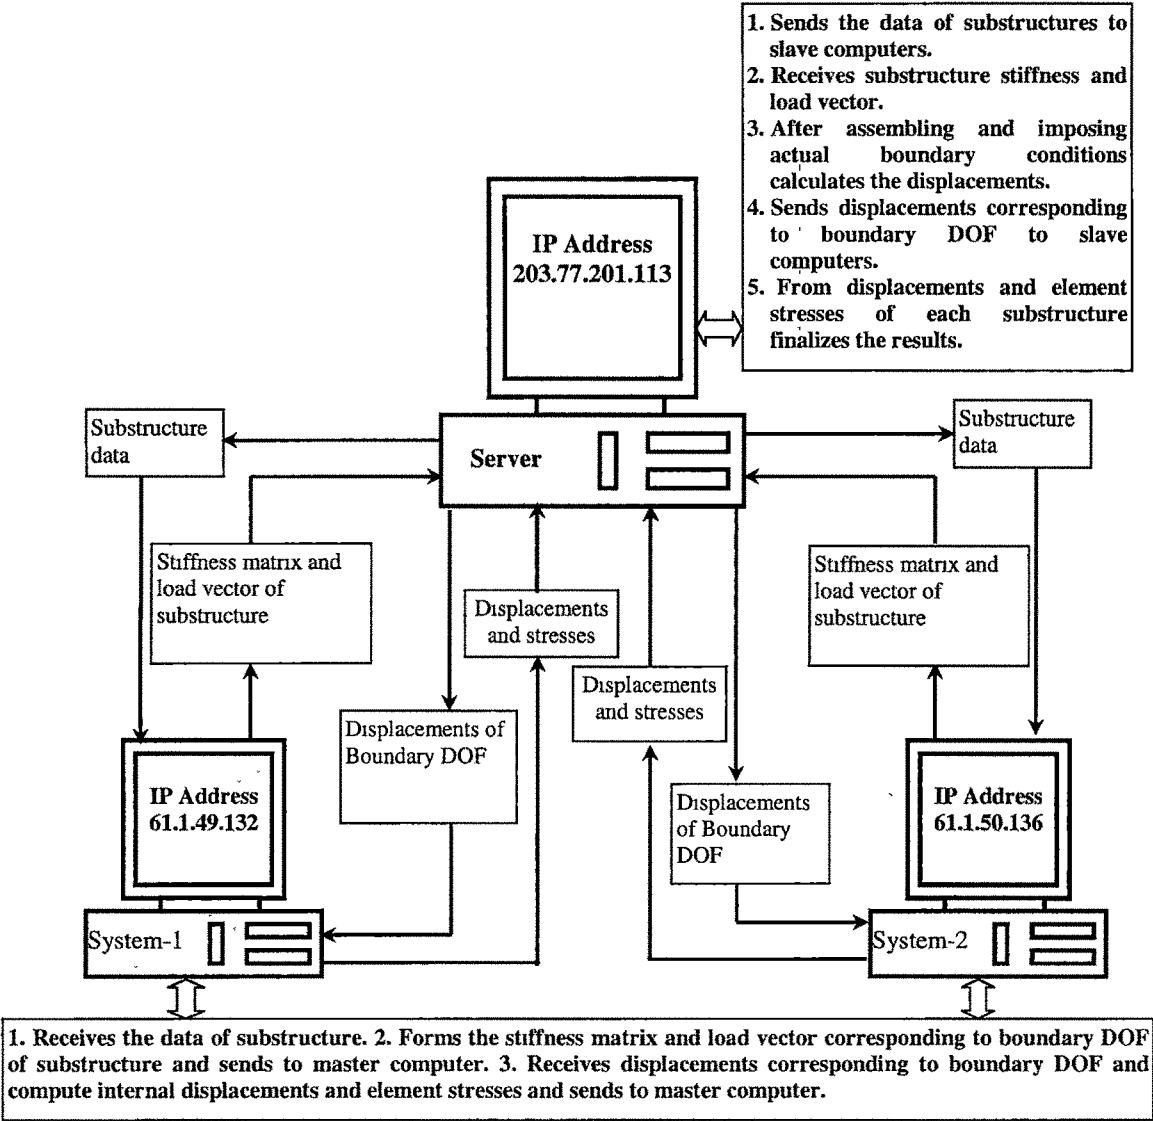 1. Sends the data of substructures to
slave computers.
2. Receives substructure stiffness and
load vector.
3. After assembling and imposing
actual boundary conditions
calculates the displacements.
4. Sends displacements corresponding
to boundary DOF to slave
computers.
5. From displacements and element
stresses of each substructure
finalizes the results.
IP Address
203.77.201.113
Server
Substructure
data
Substructure
data
Stiffness matrix and
load vector of
substructure
Displacements
and stresses
Stiffness matrix and
load vector of
substructure
Displacements
and stresses
Displacements of
Boundary DOF
Displacements
of Boundary
DOF
IP Address
61.1.49.132
IP Address
61.1.50.136
System-1
System-2
1. Receives the data of substructure. 2. Forms the stiffness matrix and load vector corresponding to boundary DOF
of substructure and sends to master computer. 3. Receives displacements corresponding to boundary DOF and
compute internal displacements and element stresses and sends to master computer.